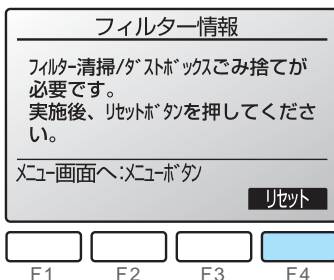 フィルター情報
ﾌｨﾙﾀｰ清掃/ﾀﾞｽﾄﾎﾞｯｸｽごみ捨てが
必要です。
実施後、ﾘｾｯﾄﾎﾞﾀﾝを押してくださ
い。
ﾒﾆｭｰ画面へ:ﾒﾆｭｰﾎﾞﾀﾝ
ﾘｾｯﾄ
F1 F2 F3 F4